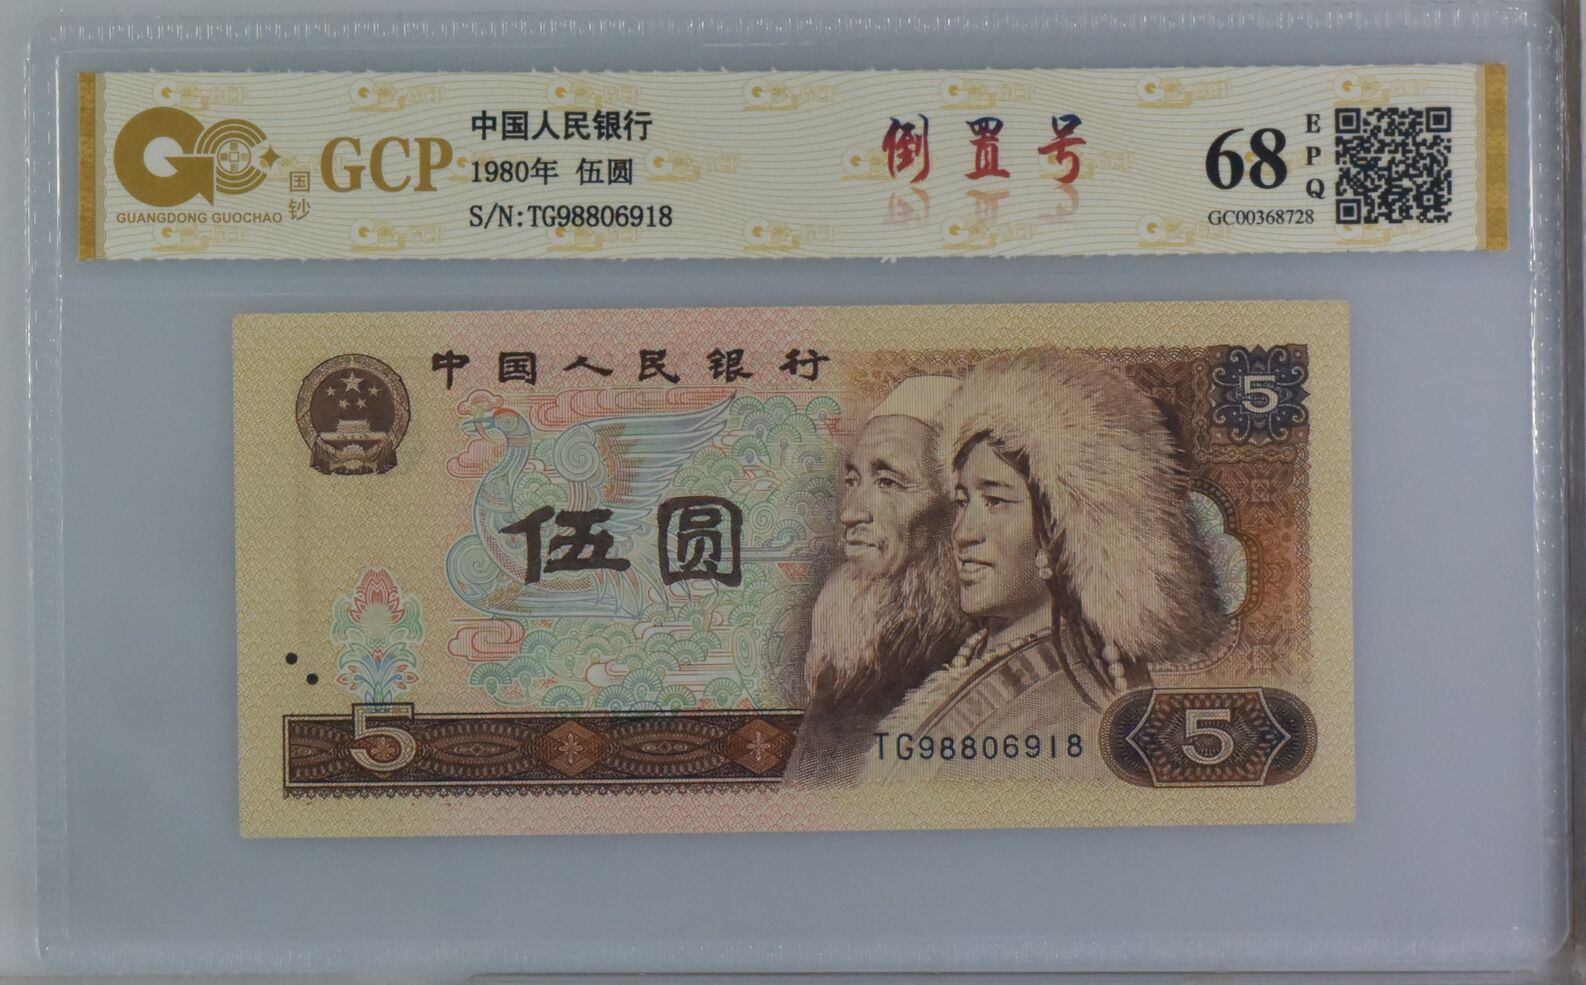 GCP
国钞
GUANGDONG GUOCHAO
中国人民银行
1980年 伍圆
S/N:TG98806918
倒置号
68
EPQ
GC00368728
中国人民银行
5
伍圆
5
TG98806918
5